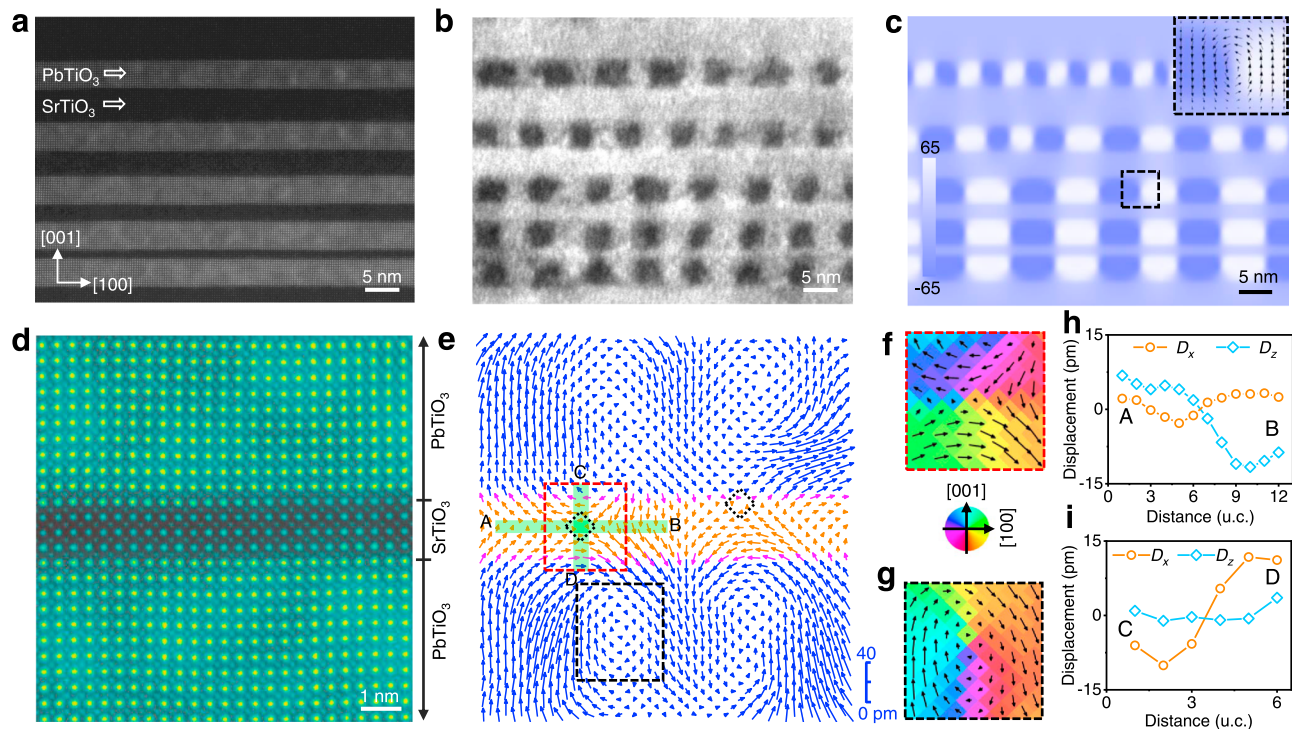 a
PbTiO3 ⇨
SrTiO3 ⇨
[001]
[100]
5 nm
b
5 nm
c
65
-65
5 nm
d
PbTiO3
SrTiO3
PbTiO3
1 nm
e
C
A
B
D
40
0 pm
f
[001]
[100]
g
h
15
0
-15
Displacement (pm)
Dx
Dz
A
B
0 3 6 9 12
Distance (u.c.)
i
15
0
-15
Displacement (pm)
Dx
Dz
C
D
0 3 6
Distance (u.c.)